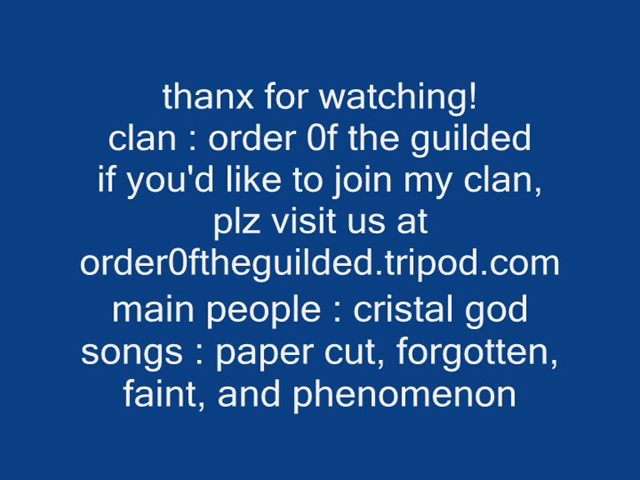 thanx for watching!
clan : order 0f the guilded
if you'd like to join my clan,
plz visit us at
order0ftheguilded.tripod.com
main people : cristal god
songs : paper cut, forgotten,
faint, and phenomenon